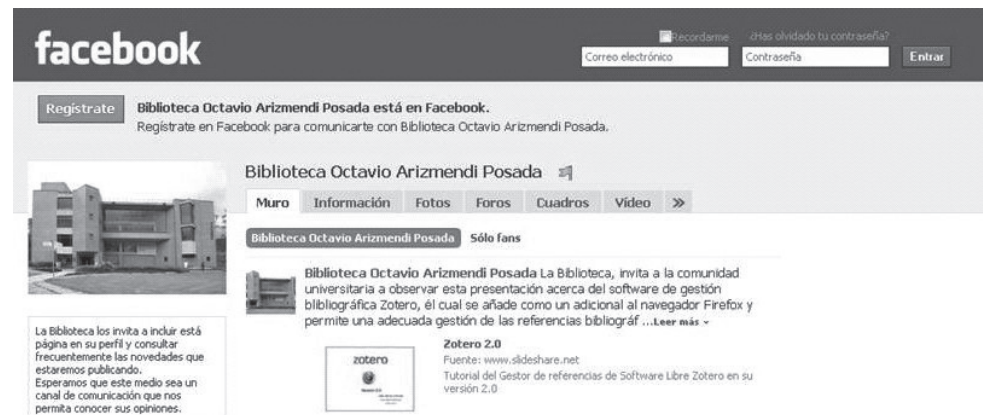 facebook
Recordarme ¿Has olvidado tu contraseña?
Correo electrónico Contraseña Entrar
Regístrate
Biblioteca Octavio Arizmendi Posada está en Facebook.
Regístrate en Facebook para comunicarte con Biblioteca Octavio Arizmendi Posada.
Biblioteca Octavio Arizmendi Posada
Muro Información Fotos Foros Cuadros Vídeo »
Biblioteca Octavio Arizmendi Posada Sólo fans
Biblioteca Octavio Arizmendi Posada La Biblioteca, invita a la comunidad
universitaria a observar esta presentación acerca del software de gestión
blibliográfica Zotero, él cual se añade como un adicional al navegador Firefox y
permite una adecuada gestión de las referencias bibliográf ...Leer más
zotero
Zotero 2.0
Fuente: www.slideshare.net
Tutorial del Gestor de referencias de Software Libre Zotero en su
versión 2.0
La Biblioteca los invita a incluir está
página en su perfil y consultar
frecuentemente las novedades que
estaremos publicando.
Esperamos que este medio sea un
canal de comunicación que nos
permita conocer sus opiniones.